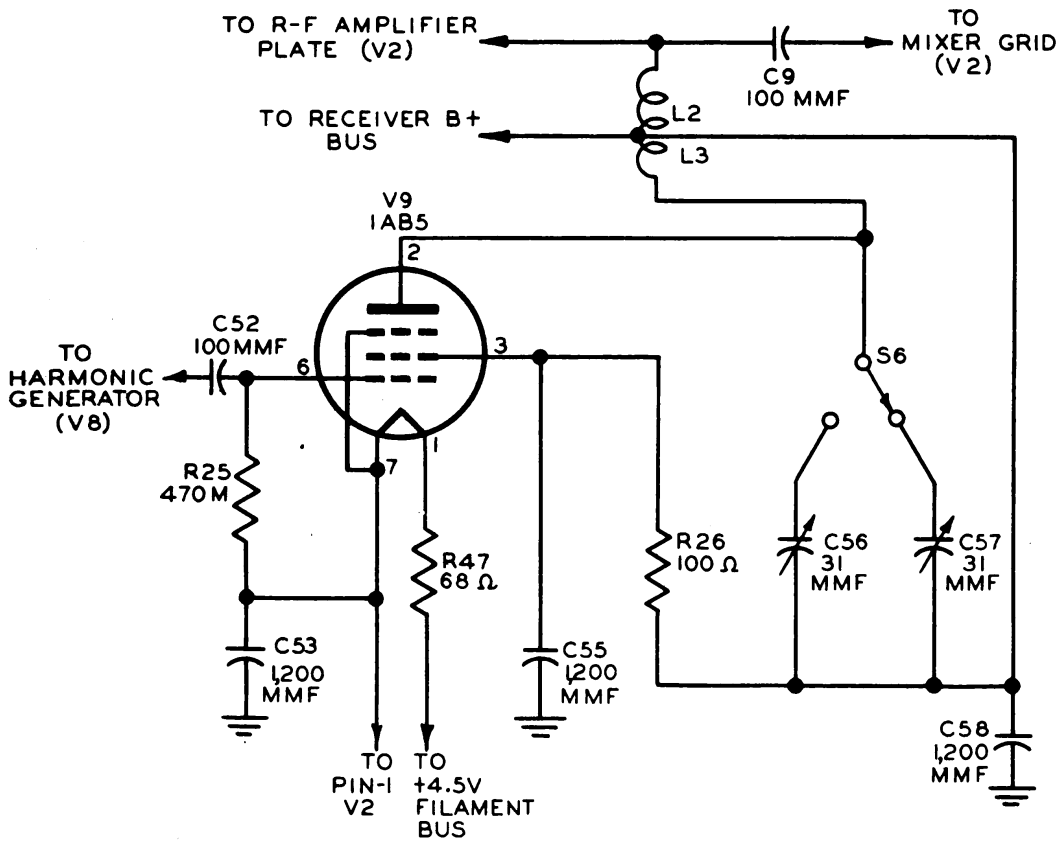 TO R-F AMPLIFIER
PLATE (V2)
TO
MIXER GRID
(V2)
C9
100 MMF
L2
TO RECEIVER B+
BUS
L3
V9
1AB5
2
C52
100MMF
TO
HARMONIC
GENERATOR
(V8)
6
3
S6
1
7
R25
470M
R47
68 Ω
R26
100 Ω
C56
31
MMF
C57
31
MMF
C53
1,200
MMF
C55
1,200
MMF
C58
1,200
MMF
TO
PIN-1
V2
TO
+4.5V
FILAMENT
BUS